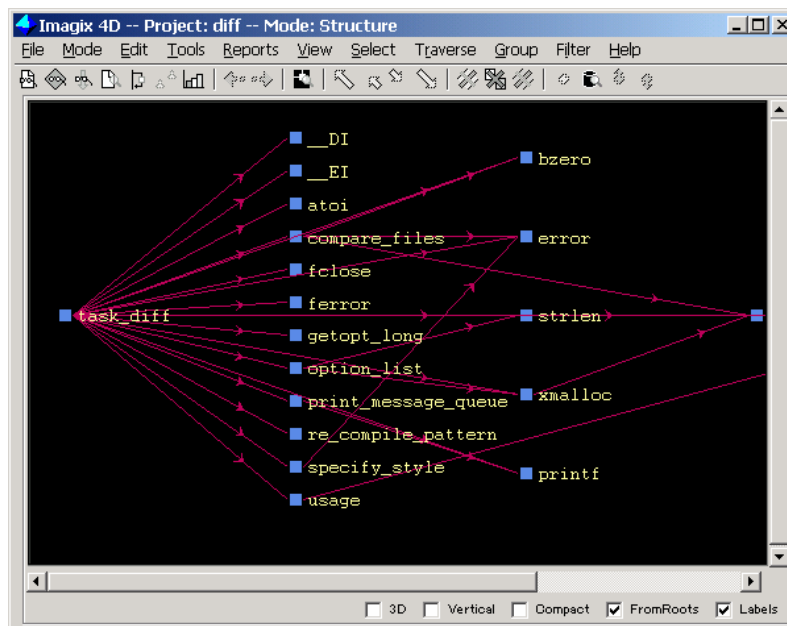 Imagix 4D -- Project: diff -- Mode: Structure
File Mode Edit Tools Reports View Select Traverse Group Filter Help
__DI
bzero
__EI
atoi
compare_files
error
fclose
ferror
task_diff
strlen
getopt_long
option_list
xmalloc
print_message_queue
re_compile_pattern
specify_style
printf
usage
3D Vertical Compact FromRoots Labels